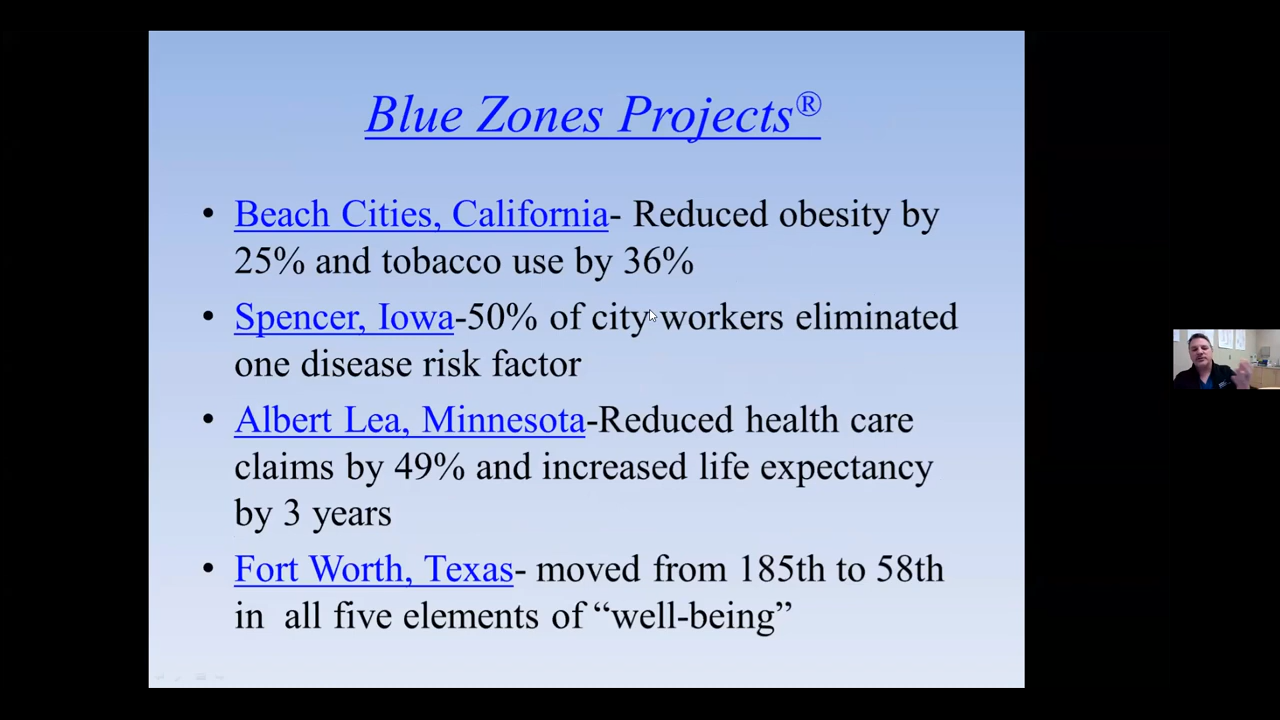 Blue Zones Projects®
• Beach Cities, California- Reduced obesity by
25% and tobacco use by 36%
• Spencer, Iowa-50% of city workers eliminated
one disease risk factor
• Albert Lea, Minnesota-Reduced health care
claims by 49% and increased life expectancy
by 3 years
• Fort Worth, Texas- moved from 185th to 58th
in  all five elements of “well-being”